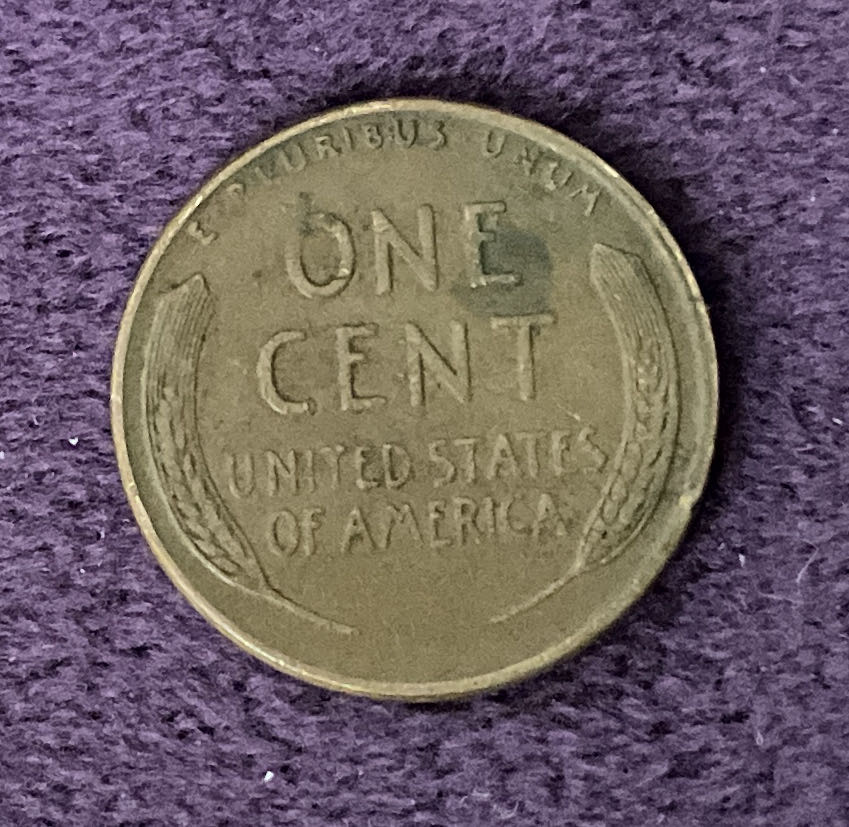 E PLURIBUS UNUM
ONE
CENT
UNITED STATES
OF AMERICA